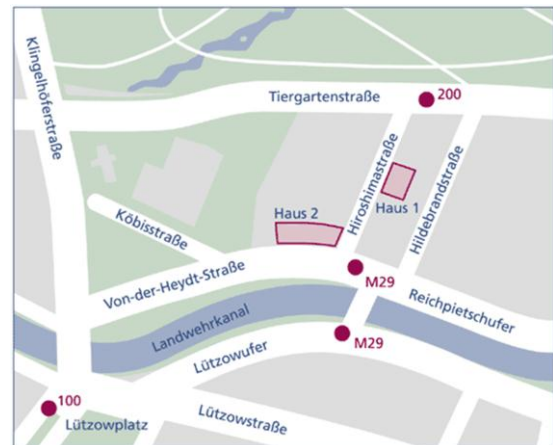 Klingelhöferstraße
200
Tiergartenstraße
Hiroshimastraße
Haus 1
Hildebrandstraße
Haus 2
Köbisstraße
Von-der-Heydt-Straße
M29
Reichpietschufer
Landwehrkanal
M29
Lützowufer
100
Lützowplatz
Lützowstraße